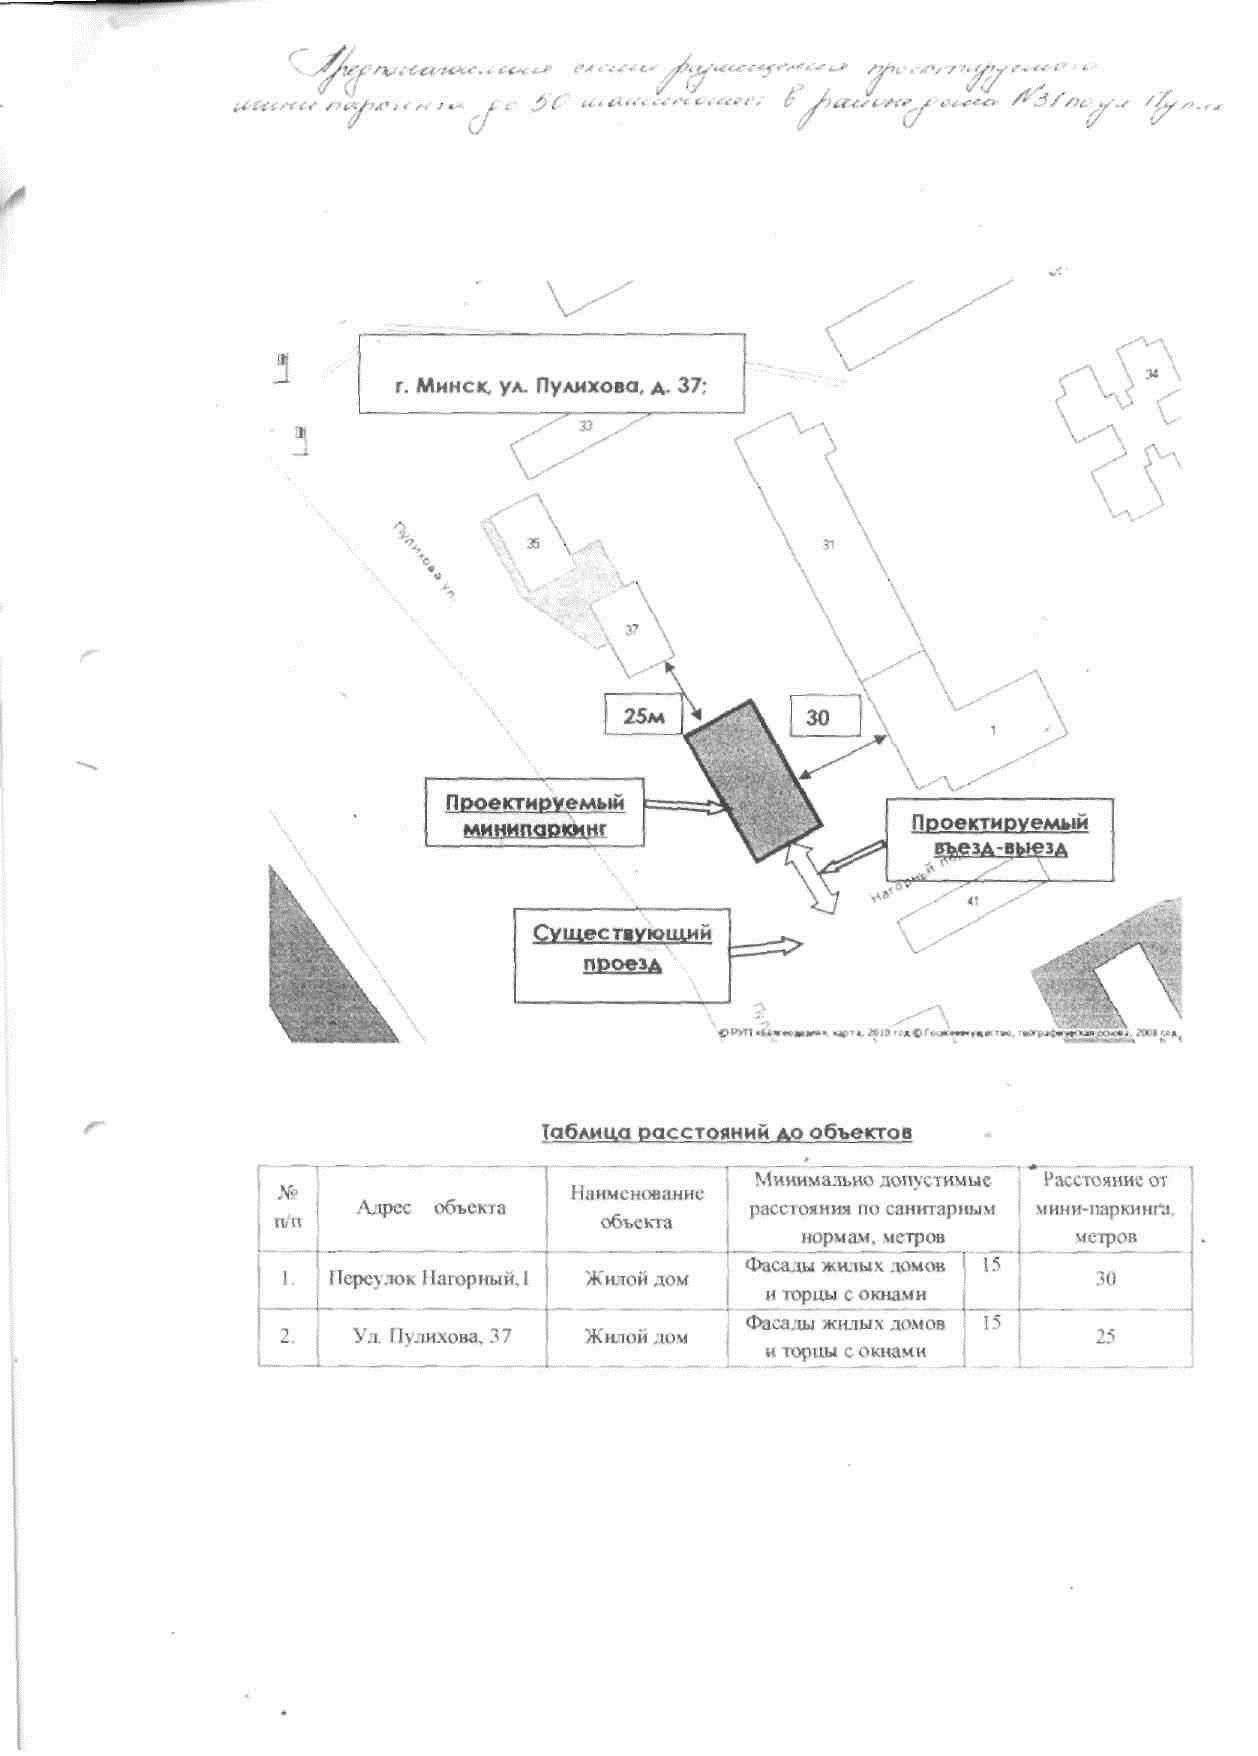 Предполагаемая схема размещения проектируемого
мини паркинга до 50 машиномест в районе дома №31 по ул
г. Минск, ул. Пулихова, д. 37;
33
34
35
31
Пулихова ул.
37
25м
30
1
Проектируемый
минипаркинг
Проектируемый
въезд-выезд
Нагорный
41
Существующий
проезд
© РУП «Белгеодезия», карта, 2010 год © Госкомимущество, географическая основа, 2008 год
Таблица расстояний до объектов
№ п/п
Адрес объекта
Наименование объекта
Минимально допустимые расстояния по санитарным нормам, метров
Расстояние от мини-паркинга, метров
1. Переулок Нагорный,1 Жилой дом Фасады жилых домов и торцы с окнами 15 30
2. Ул. Пулихова, 37 Жилой дом Фасады жилых домов и торцы с окнами 15 25